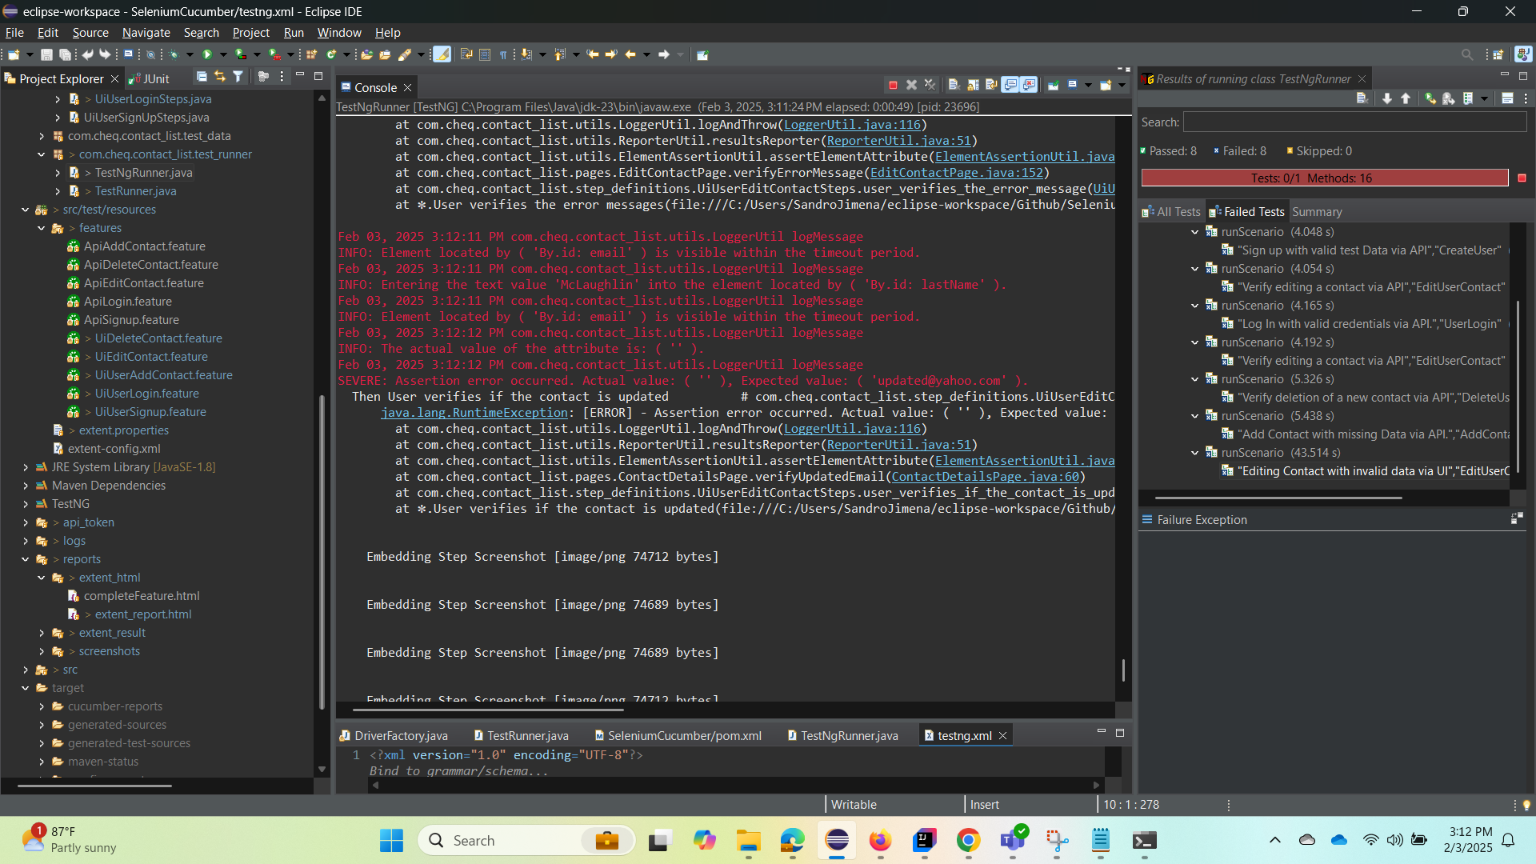 eclipse-workspace - SeleniumCucumber/testng.xml - Eclipse IDE
File Edit Source Navigate Search Project Run Window Help
Project Explorer
JUnit
> UiUserLoginSteps.java
UiUserSignUpSteps.java
com.cheq.contact_list.test_data
> com.cheq.contact_list.test_runner
> TestNgRunner.java
> TestRunner.java
> src/test/resources
> features
ApiAddContact.feature
ApiDeleteContact.feature
ApiEditContact.feature
ApiLogin.feature
ApiSignup.feature
> UiDeleteContact.feature
> UiEditContact.feature
> UiUserAddContact.feature
> UiUserLogin.feature
> UiUserSignup.feature
> extent.properties
extent-config.xml
JRE System Library [JavaSE-1.8]
Maven Dependencies
TestNG
> api_token
> logs
> reports
> extent_html
completeFeature.html
> extent_report.html
> extent_result
> screenshots
> src
target
cucumber-reports
generated-sources
generated-test-sources
maven-status
Console
TestNgRunner [TestNG] C:\Program Files\Java\jdk-23\bin\javaw.exe (Feb 3, 2025, 3:11:24 PM elapsed: 0:00:49) [pid: 23696]
at com.cheq.contact_list.utils.LoggerUtil.logAndThrow(LoggerUtil.java:116)
at com.cheq.contact_list.utils.ReporterUtil.resultsReporter(ReporterUtil.java:51)
at com.cheq.contact_list.utils.ElementAssertionUtil.assertElementAttribute(ElementAssertionUtil.java
at com.cheq.contact_list.pages.EditContactPage.verifyErrorMessage(EditContactPage.java:152)
at com.cheq.contact_list.step_definitions.UiUserEditContactSteps.user_verifies_the_error_message(UiU
at ✽.User verifies the error messages(file:///C:/Users/SandroJimena/eclipse-workspace/Github/Seleniu
Feb 03, 2025 3:12:11 PM com.cheq.contact_list.utils.LoggerUtil logMessage
INFO: Element located by ( 'By.id: email' ) is visible within the timeout period.
Feb 03, 2025 3:12:11 PM com.cheq.contact_list.utils.LoggerUtil logMessage
INFO: Entering the text value 'McLaughlin' into the element located by ( 'By.id: lastName' ).
Feb 03, 2025 3:12:11 PM com.cheq.contact_list.utils.LoggerUtil logMessage
INFO: Element located by ( 'By.id: email' ) is visible within the timeout period.
Feb 03, 2025 3:12:12 PM com.cheq.contact_list.utils.LoggerUtil logMessage
INFO: The actual value of the attribute is: ( '' ).
Feb 03, 2025 3:12:12 PM com.cheq.contact_list.utils.LoggerUtil logMessage
SEVERE: Assertion error occurred. Actual value: ( '' ), Expected value: ( 'updated@yahoo.com' ).
Then User verifies if the contact is updated # com.cheq.contact_list.step_definitions.UiUserEditC
java.lang.RuntimeException: [ERROR] - Assertion error occurred. Actual value: ( '' ), Expected value:
at com.cheq.contact_list.utils.LoggerUtil.logAndThrow(LoggerUtil.java:116)
at com.cheq.contact_list.utils.ReporterUtil.resultsReporter(ReporterUtil.java:51)
at com.cheq.contact_list.utils.ElementAssertionUtil.assertElementAttribute(ElementAssertionUtil.java
at com.cheq.contact_list.pages.ContactDetailsPage.verifyUpdatedEmail(ContactDetailsPage.java:60)
at com.cheq.contact_list.step_definitions.UiUserEditContactSteps.user_verifies_if_the_contact_is_upd
at ✽.User verifies if the contact is updated(file:///C:/Users/SandroJimena/eclipse-workspace/Github/
Embedding Step Screenshot [image/png 74712 bytes]
Embedding Step Screenshot [image/png 74689 bytes]
Embedding Step Screenshot [image/png 74689 bytes]
Embedding Step Screenshot [image/png 74712 bytes]
DriverFactory.java TestRunner.java SeleniumCucumber/pom.xml TestNgRunner.java testng.xml
1 <?xml version="1.0" encoding="UTF-8"?>
Bind to grammar/schema...
Results of running class TestNgRunner
Search:
Passed: 8 Failed: 8 Skipped: 0
Tests: 0/1 Methods: 16
All Tests Failed Tests Summary
runScenario (4.048 s)
"Sign up with valid test Data via API","CreateUser"
runScenario (4.054 s)
"Verify editing a contact via API","EditUserContact"
runScenario (4.165 s)
"Log In with valid credentials via API.","UserLogin"
runScenario (4.192 s)
"Verify editing a contact via API","EditUserContact"
runScenario (5.326 s)
"Verify deletion of a new contact via API","DeleteUs
runScenario (5.438 s)
"Add Contact with missing Data via API.","AddConta
runScenario (43.514 s)
"Editing Contact with invalid data via UI","EditUserC
Failure Exception
Writable
Insert
10 : 1 : 278
1
87°F
Partly sunny
Search
3:12 PM
2/3/2025